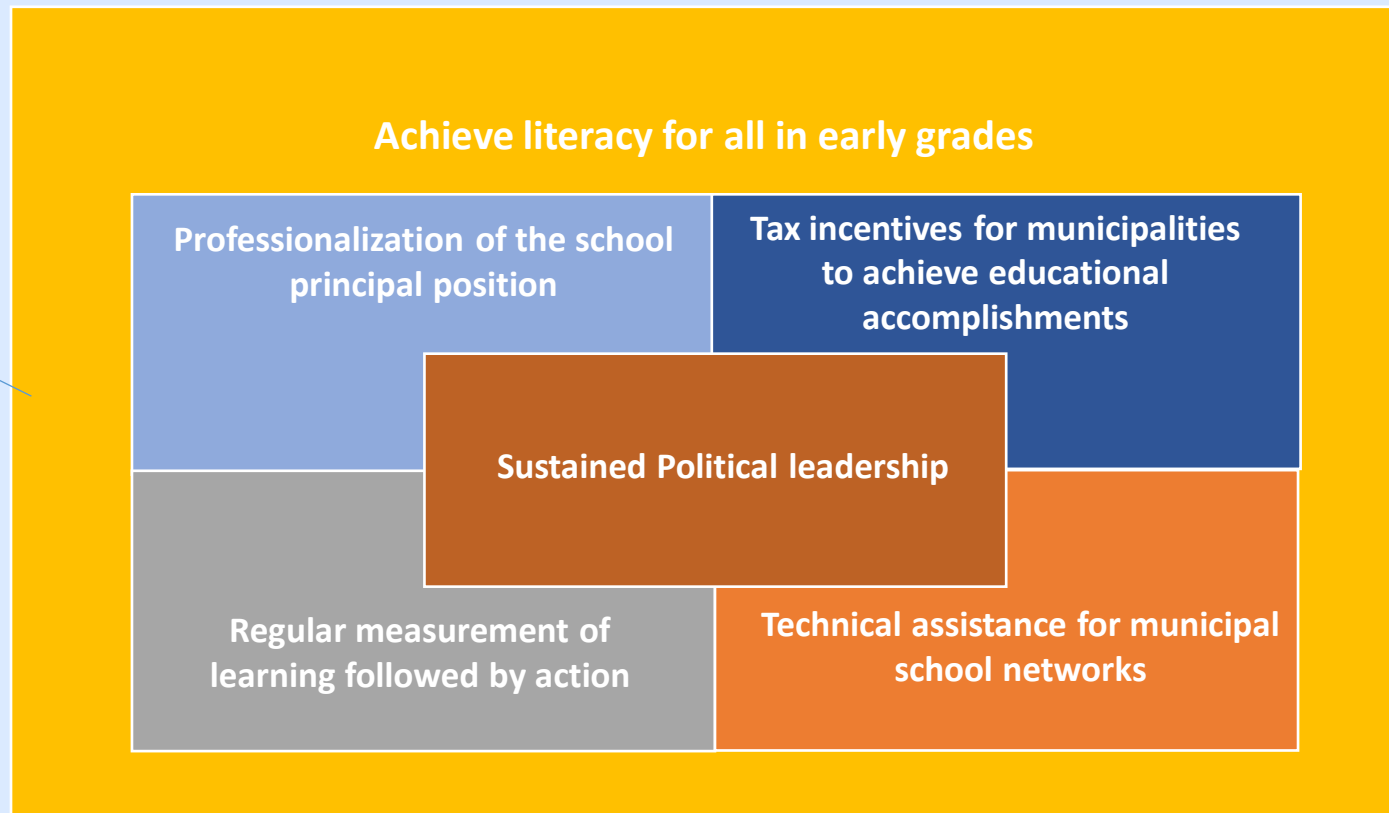 Achieve literacy for all in early grades
Professionalization of the school
principal position
Tax incentives for municipalities
to achieve educational
accomplishments
Sustained Political leadership
Regular measurement of
learning followed by action
Technical assistance for municipal
school networks